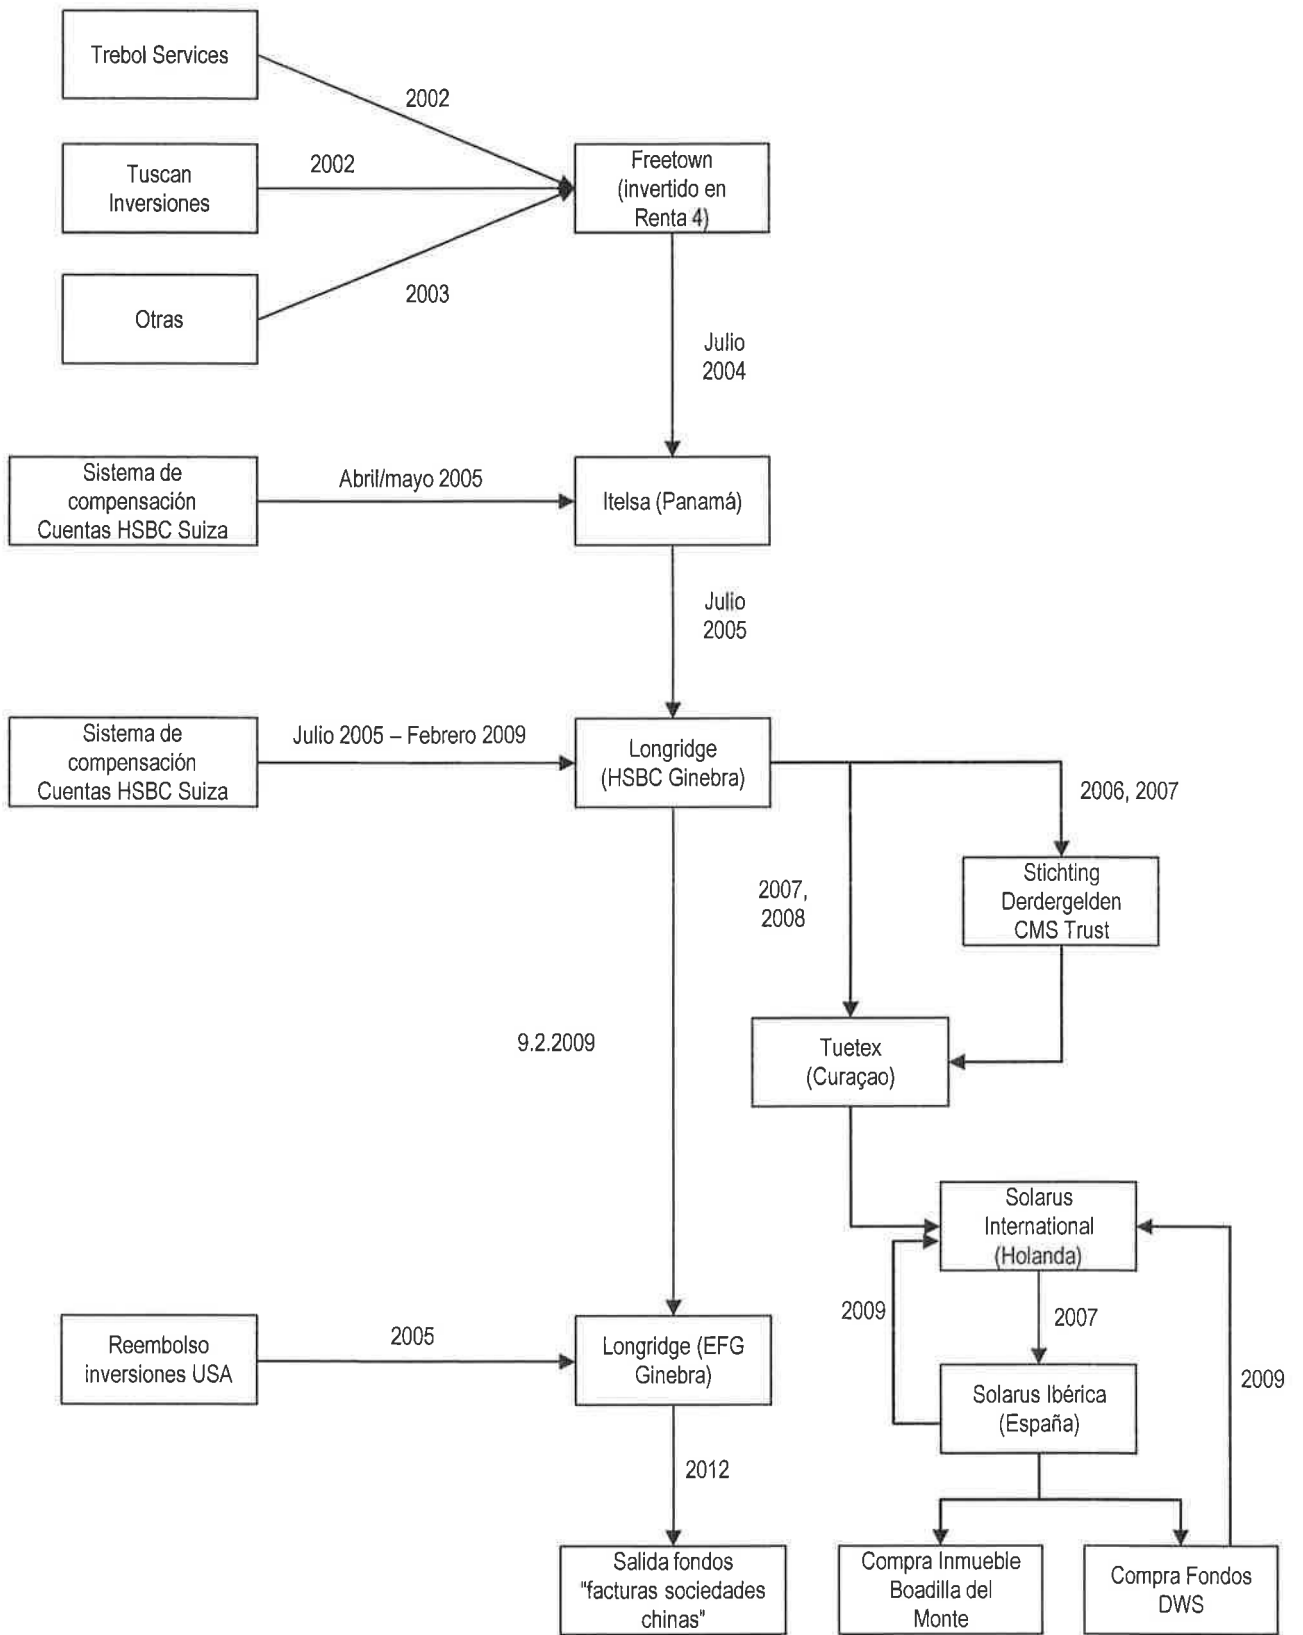 Trebol Services
2002
Tuscan
Inversiones
2002
Freetown
(invertido en
Renta 4)
Otras
2003
Julio
2004
Sistema de
compensación
Cuentas HSBC Suiza
Abril/mayo 2005
Itelsa (Panamá)
Julio
2005
Sistema de
compensación
Cuentas HSBC Suiza
Julio 2005 – Febrero 2009
Longridge
(HSBC Ginebra)
2006, 2007
2007,
2008
Stichting
Derdergelden
CMS Trust
9.2.2009
Tuetex
(Curaçao)
Solarus
International
(Holanda)
2009
2007
Reembolso
inversiones USA
2005
Longridge (EFG
Ginebra)
Solarus Ibérica
(España)
2009
2012
Salida fondos
"facturas sociedades
chinas"
Compra Inmueble
Boadilla del
Monte
Compra Fondos
DWS